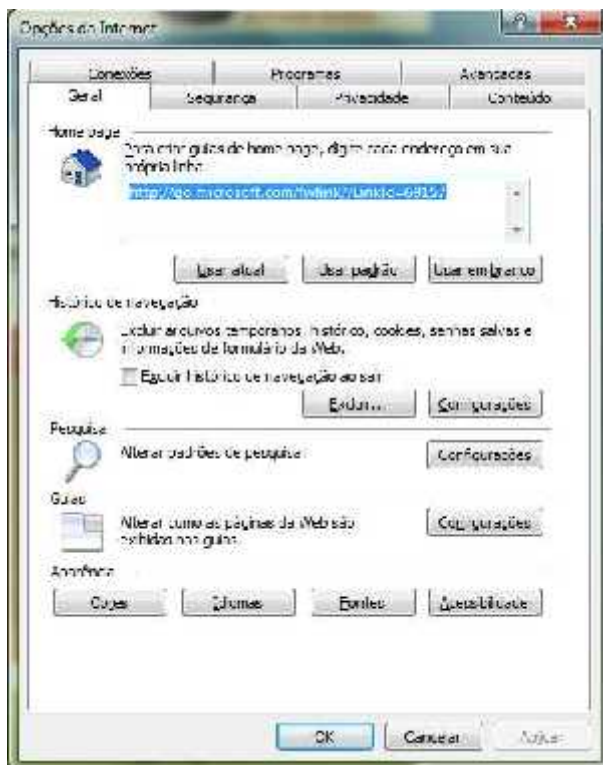 Opções da Internet
Conexões Programas Avançadas
Geral Segurança Privacidade Conteúdo
Home page
Para criar guias de home page, digite cada endereço em sua
própria linha.
http://go.microsoft.com/fwlink/?LinkId=69157
Usar atual Usar padrão Usar em branco
Histórico de navegação
Excluir arquivos temporários, histórico, cookies, senhas salvas e
informações de formulário da Web.
Excluir histórico de navegação ao sair
Excluir... Configurações
Pesquisa
Alterar padrões de pesquisa. Configurações
Guias
Alterar como as páginas da Web são
exibidas nas guias. Configurações
Aparência
Cores Idiomas Fontes Acessibilidade
OK Cancelar Aplicar